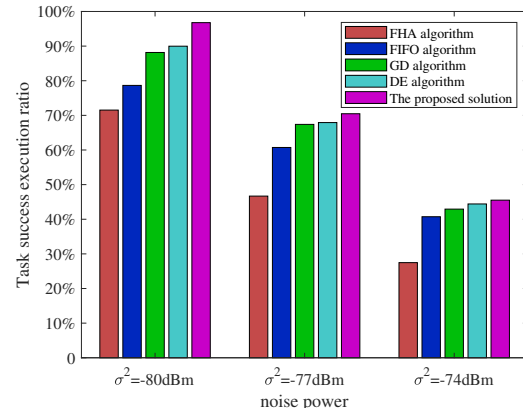 100%
90%
80%
70%
60%
50%
40%
30%
20%
10%
0
Task success execution ratio
FHA algorithm
FIFO algorithm
GD algorithm
DE algorithm
The proposed solution
σ²=-80dBm
σ²=-77dBm
σ²=-74dBm
noise power